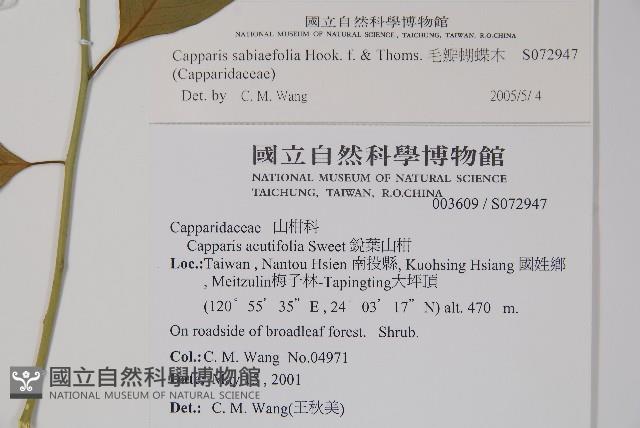 國立自然科學博物館
NATIONAL MUSEUM OF NATURAL SCIENCE, TAICHUNG, TAIWAN, R.O.CHINA
Capparis sabiaefolia Hook. f. & Thoms. 毛瓣蝴蝶木 S072947
(Capparidaceae)
Det. by C. M. Wang 2005/5/ 4
國立自然科學博物館
NATIONAL MUSEUM OF NATURAL SCIENCE
TAICHUNG, TAIWAN, R.O.CHINA
003609 / S072947
Capparidaceae 山柑科
Capparis acutifolia Sweet 銳葉山柑
Loc.:Taiwan , Nantou Hsien 南投縣, Kuohsing Hsiang 國姓鄉
, Meitzulin梅子林-Tapingting大坪頂
(120° 55' 35" E , 24° 03' 17" N) alt. 470 m.
On roadside of broadleaf forest. Shrub.
Col.: C. M. Wang No.04971
, 2001
國立自然科學博物館
NATIONAL MUSEUM OF NATURAL SCIENCE
Det.: C. M. Wang(王秋美)